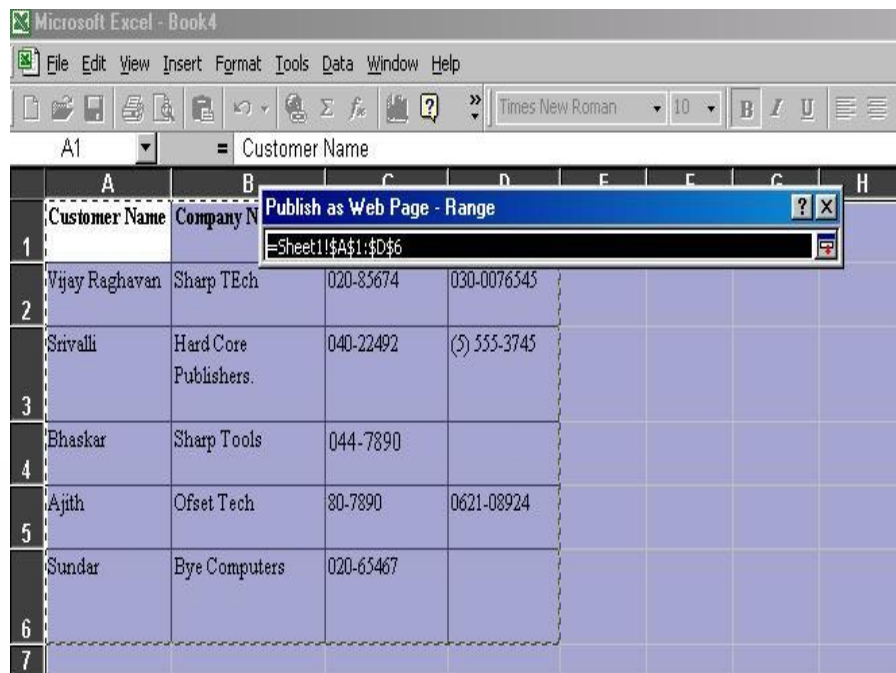 Microsoft Excel - Book4
File Edit View Insert Format Tools Data Window Help
Times New Roman 10 B I U
A1 = Customer Name
A B C D E F G H
Publish as Web Page - Range
=Sheet1!$A$1:$D$6
1 Customer Name Company N
2 Vijay Raghavan Sharp TEch 020-85674 030-0076545
3 Srivalli Hard Core 040-22492 (5) 555-3745
Publishers.
4 Bhaskar Sharp Tools 044-7890
5 Ajith Ofset Tech 80-7890 0621-08924
6 Sundar Bye Computers 020-65467
7